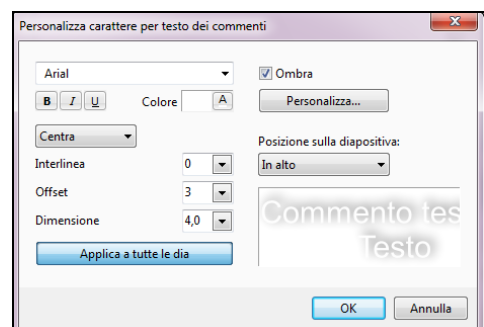 Personalizza carattere per testo dei commenti
x
Arial
B I U Colore A
Centra
Interlinea 0
Offset 3
Dimensione 4,0
Applica a tutte le dia
Ombra
Personalizza...
Posizione sulla diapositiva:
In alto
Commento tes
Testo
OK Annulla